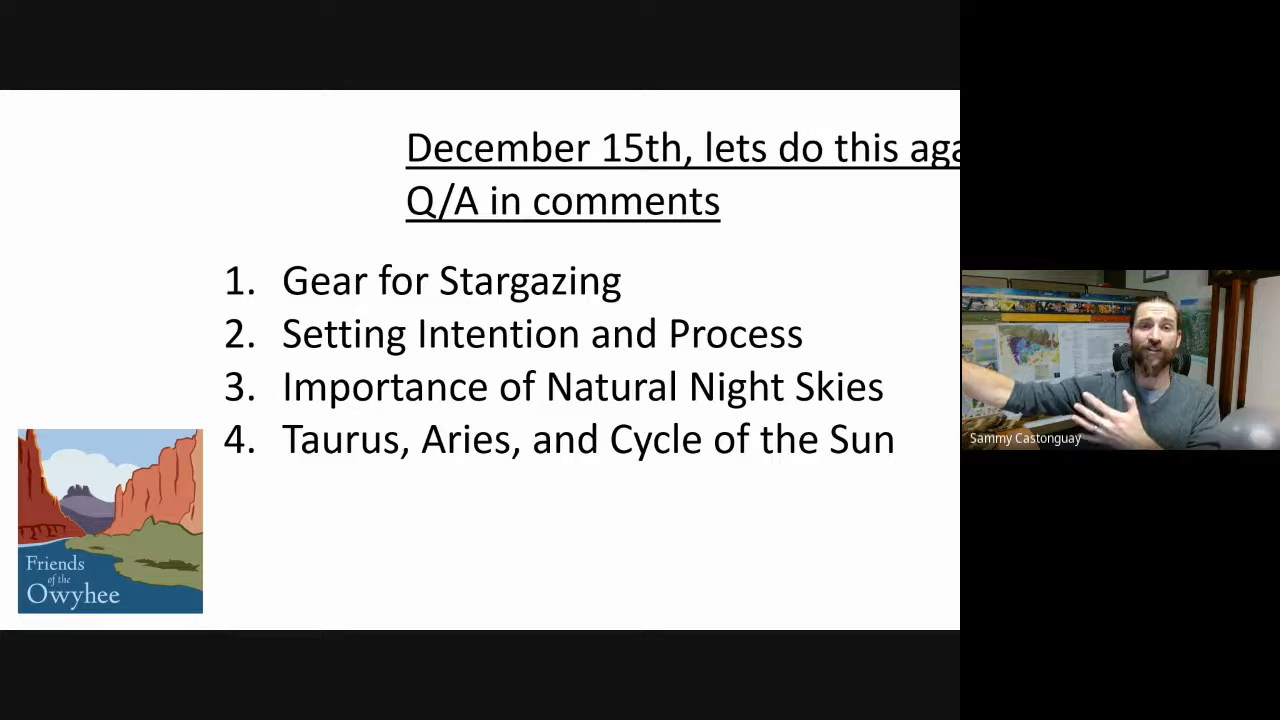 December 15th, lets do this aga
Q/A in comments
1. Gear for Stargazing
2. Setting Intention and Process
3. Importance of Natural Night Skies
4. Taurus, Aries, and Cycle of the Sun
Friends
of the
Owyhee
Sammy Castonguay